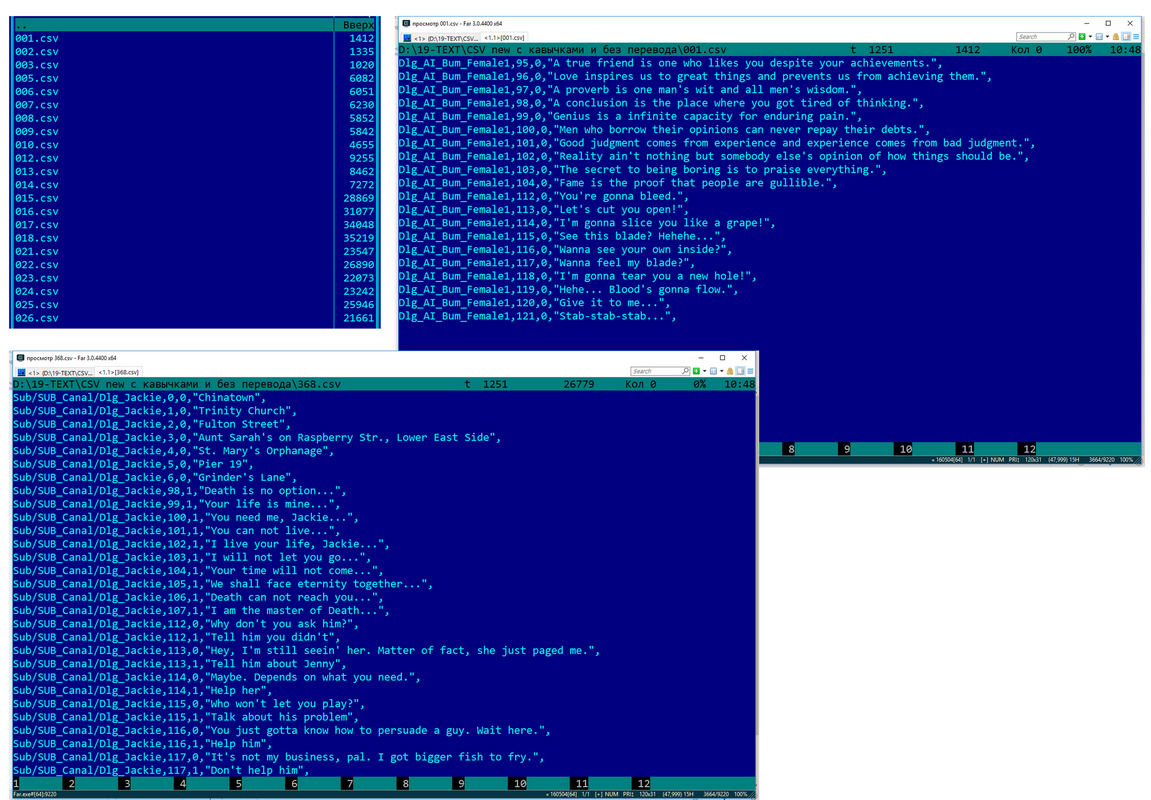 ..
Вверх
001.csv 1412
002.csv 1335
003.csv 1020
005.csv 6082
006.csv 6051
007.csv 6230
008.csv 5852
009.csv 5842
010.csv 4655
012.csv 9255
013.csv 8462
014.csv 7272
015.csv 28869
016.csv 31077
017.csv 34048
018.csv 35219
021.csv 23547
022.csv 26890
023.csv 22073
024.csv 23242
025.csv 25946
026.csv 21661
просмотр 001.csv - Far 3.0.4400 x64
<1> {D:\19-TEXT\CSV... <1.1>[001.csv] Search
D:\19-TEXT\CSV new с кавычками и без перевода\001.csv t 1251 1412 Кол 0 100% 10:48
Dlg_AI_Bum_Female1,95,0,"A true friend is one who likes you despite your achievements.",
Dlg_AI_Bum_Female1,96,0,"Love inspires us to great things and prevents us from achieving them.",
Dlg_AI_Bum_Female1,97,0,"A proverb is one man's wit and all men's wisdom.",
Dlg_AI_Bum_Female1,98,0,"A conclusion is the place where you got tired of thinking.",
Dlg_AI_Bum_Female1,99,0,"Genius is a infinite capacity for enduring pain.",
Dlg_AI_Bum_Female1,100,0,"Men who borrow their opinions can never repay their debts.",
Dlg_AI_Bum_Female1,101,0,"Good judgment comes from experience and experience comes from bad judgment.",
Dlg_AI_Bum_Female1,102,0,"Reality ain't nothing but somebody else's opinion of how things should be.",
Dlg_AI_Bum_Female1,103,0,"The secret to being boring is to praise everything.",
Dlg_AI_Bum_Female1,104,0,"Fame is the proof that people are gullible.",
Dlg_AI_Bum_Female1,112,0,"You're gonna bleed.",
Dlg_AI_Bum_Female1,113,0,"Let's cut you open!",
Dlg_AI_Bum_Female1,114,0,"I'm gonna slice you like a grape!",
Dlg_AI_Bum_Female1,115,0,"See this blade? Hehehe...",
Dlg_AI_Bum_Female1,116,0,"Wanna see your own inside?",
Dlg_AI_Bum_Female1,117,0,"Wanna feel my blade?",
Dlg_AI_Bum_Female1,118,0,"I'm gonna tear you a new hole!",
Dlg_AI_Bum_Female1,119,0,"Hehe... Blood's gonna flow.",
Dlg_AI_Bum_Female1,120,0,"Give it to me...",
Dlg_AI_Bum_Female1,121,0,"Stab-stab-stab...",
8 9 10 11 12
160504[64] 1/1 [+] NUM PRI: 120x31 (47,999) 15H 3664/9220 100%
просмотр 368.csv - Far 3.0.4400 x64
<1> {D:\19-TEXT\CSV... <1.1>[368.csv] Search
D:\19-TEXT\CSV new с кавычками и без перевода\368.csv t 1251 26779 Кол 0 0% 10:48
Sub/SUB_Canal/Dlg_Jackie,0,0,"Chinatown",
Sub/SUB_Canal/Dlg_Jackie,1,0,"Trinity Church",
Sub/SUB_Canal/Dlg_Jackie,2,0,"Fulton Street",
Sub/SUB_Canal/Dlg_Jackie,3,0,"Aunt Sarah's on Raspberry Str., Lower East Side",
Sub/SUB_Canal/Dlg_Jackie,4,0,"St. Mary's Orphanage",
Sub/SUB_Canal/Dlg_Jackie,5,0,"Pier 19",
Sub/SUB_Canal/Dlg_Jackie,6,0,"Grinder's Lane",
Sub/SUB_Canal/Dlg_Jackie,98,1,"Death is no option...",
Sub/SUB_Canal/Dlg_Jackie,99,1,"Your life is mine...",
Sub/SUB_Canal/Dlg_Jackie,100,1,"You need me, Jackie...",
Sub/SUB_Canal/Dlg_Jackie,101,1,"You can not live...",
Sub/SUB_Canal/Dlg_Jackie,102,1,"I live your life, Jackie...",
Sub/SUB_Canal/Dlg_Jackie,103,1,"I will not let you go...",
Sub/SUB_Canal/Dlg_Jackie,104,1,"Your time will not come...",
Sub/SUB_Canal/Dlg_Jackie,105,1,"We shall face eternity together...",
Sub/SUB_Canal/Dlg_Jackie,106,1,"Death can not reach you...",
Sub/SUB_Canal/Dlg_Jackie,107,1,"I am the master of Death...",
Sub/SUB_Canal/Dlg_Jackie,112,0,"Why don't you ask him?",
Sub/SUB_Canal/Dlg_Jackie,112,1,"Tell him you didn't",
Sub/SUB_Canal/Dlg_Jackie,113,0,"Hey, I'm still seein' her. Matter of fact, she just paged me.",
Sub/SUB_Canal/Dlg_Jackie,113,1,"Tell him about Jenny",
Sub/SUB_Canal/Dlg_Jackie,114,0,"Maybe. Depends on what you need.",
Sub/SUB_Canal/Dlg_Jackie,114,1,"Help her",
Sub/SUB_Canal/Dlg_Jackie,115,0,"Who won't let you play?",
Sub/SUB_Canal/Dlg_Jackie,115,1,"Talk about his problem",
Sub/SUB_Canal/Dlg_Jackie,116,0,"You just gotta know how to persuade a guy. Wait here.",
Sub/SUB_Canal/Dlg_Jackie,116,1,"Help him",
Sub/SUB_Canal/Dlg_Jackie,117,0,"It's not my business, pal. I got bigger fish to fry.",
Sub/SUB_Canal/Dlg_Jackie,117,1,"Don't help him",
1 2 3 4 5 6 7 8 9 10 11 12
Far.exe*[64]:9220 160504[64] 1/1 [+] NUM PRI: 120x31 (47,999) 15H 3664/9220 100%